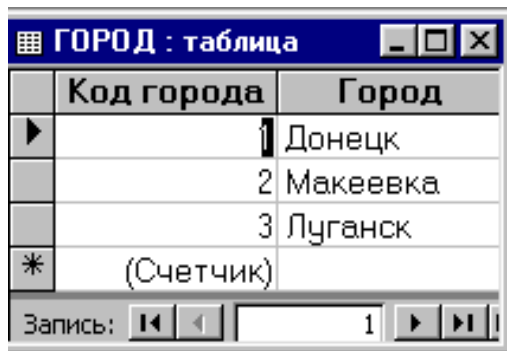 ГОРОД : таблица
Код города Город
1 Донецк
2 Макеевка
3 Луганск
(Счетчик)
Запись: 1